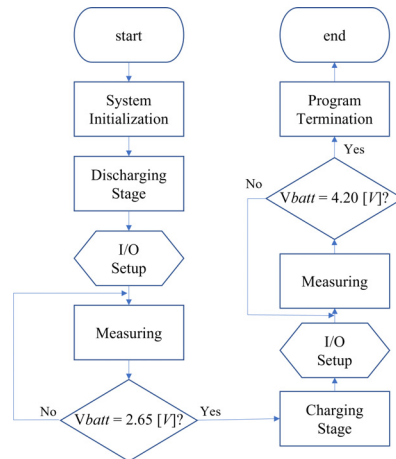 start
System
Initialization
Discharging
Stage
I/O
Setup
Measuring
Vbatt = 2.65 [V]?
No
Yes
Charging
Stage
I/O
Setup
Measuring
Vbatt = 4.20 [V]?
No
Yes
Program
Termination
end